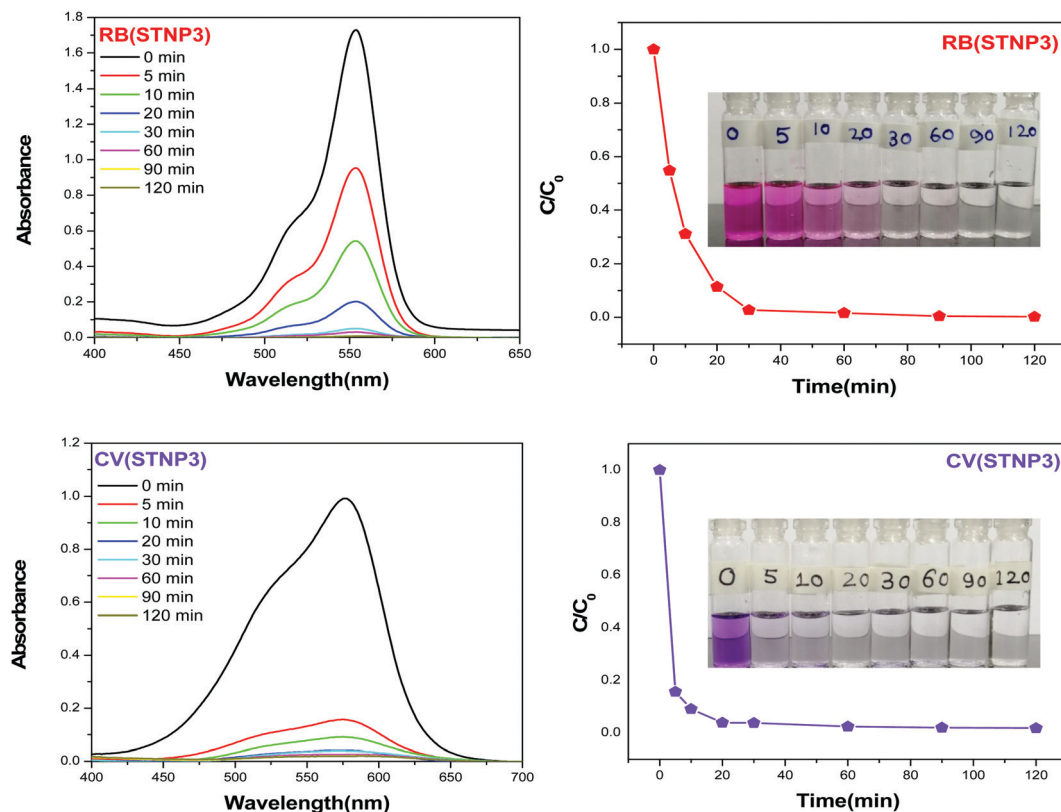 RB(STNP3)
0 min
5 min
10 min
20 min
30 min
60 min
90 min
120 min
Absorbance
1.8
1.6
1.4
1.2
1.0
0.8
0.6
0.4
0.2
0.0
400
450
500
550
600
650
Wavelength(nm)
RB(STNP3)
C/C0
1.0
0.8
0.6
0.4
0.2
0.0
0
5
10
20
30
60
90
120
0
20
40
60
80
100
120
Time(min)
CV(STNP3)
0 min
5 min
10 min
20 min
30 min
60 min
90 min
120 min
Absorbance
1.2
1.0
0.8
0.6
0.4
0.2
0.0
400
450
500
550
600
650
700
Wavelength(nm)
CV(STNP3)
C/C0
1.0
0.8
0.6
0.4
0.2
0.0
0
5
10
20
30
60
90
120
0
20
40
60
80
100
120
Time(min)